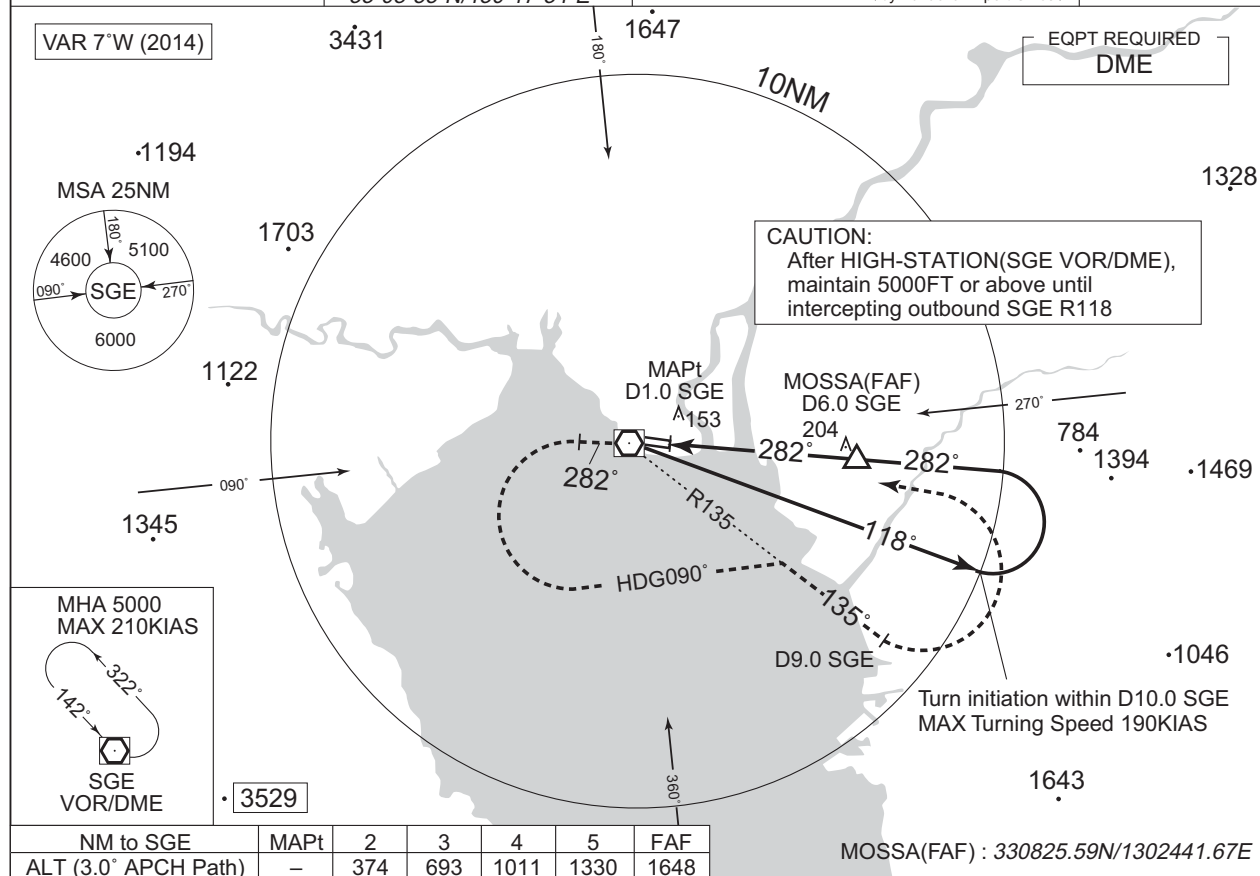 VAR 7˚W (2014)
3431
180˚
1647
EQPT REQUIRED
DME
10NM
1194
MSA 25NM
180˚
4600
5100
090˚
SGE
270˚
6000
1703
1328
CAUTION:
After HIGH-STATION(SGE VOR/DME),
maintain 5000FT or above until
intercepting outbound SGE R118
1122
MAPt
D1.0 SGE
153
MOSSA(FAF)
D6.0 SGE
204
270˚
784
1394
1469
282˚
282˚
282˚
090˚
1345
R135
118˚
HDG090˚
135˚
D9.0 SGE
1046
Turn initiation within D10.0 SGE
MAX Turning Speed 190KIAS
MHA 5000
MAX 210KIAS
322˚
142˚
SGE
VOR/DME
3529
360˚
1643
NM to SGE MAPt 2 3 4 5 FAF
ALT (3.0˚ APCH Path) – 374 693 1011 1330 1648
MOSSA(FAF) : 330825.59N/1302441.67E